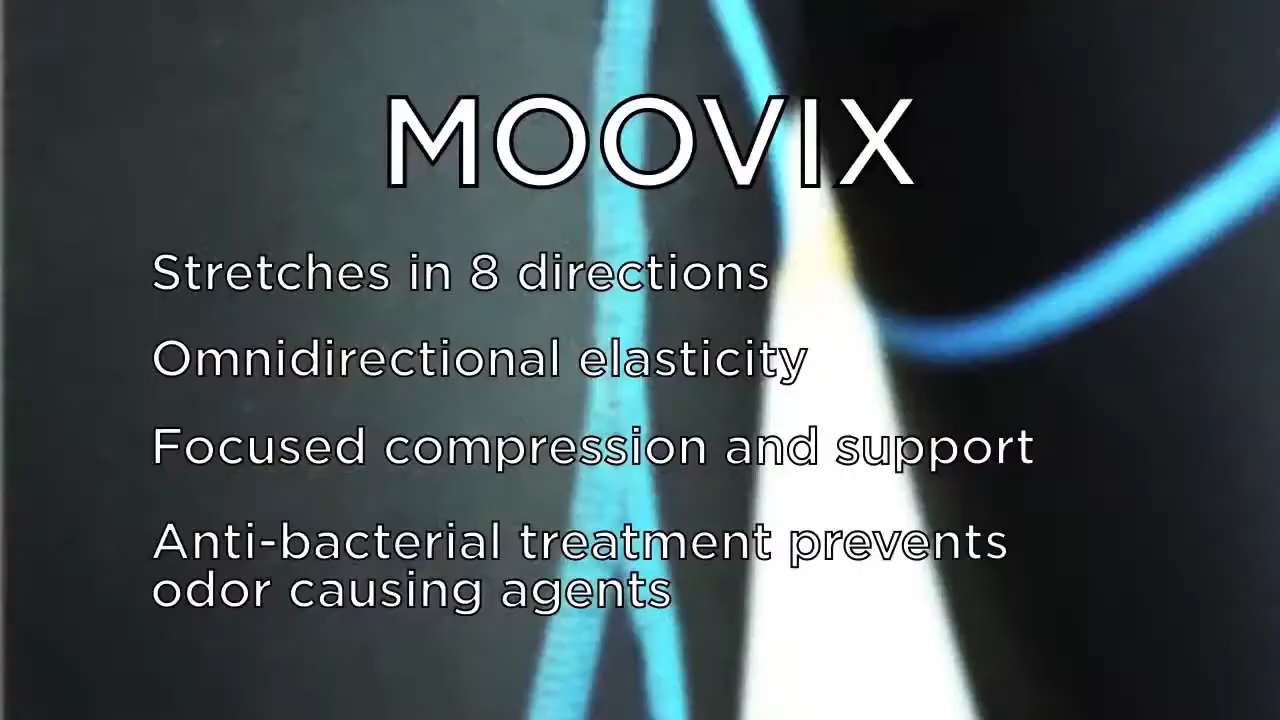 MOOVIX
Stretches in 8 directions
Omnidirectional elasticity
Focused compression and support
Anti-bacterial treatment prevents
odor causing agents